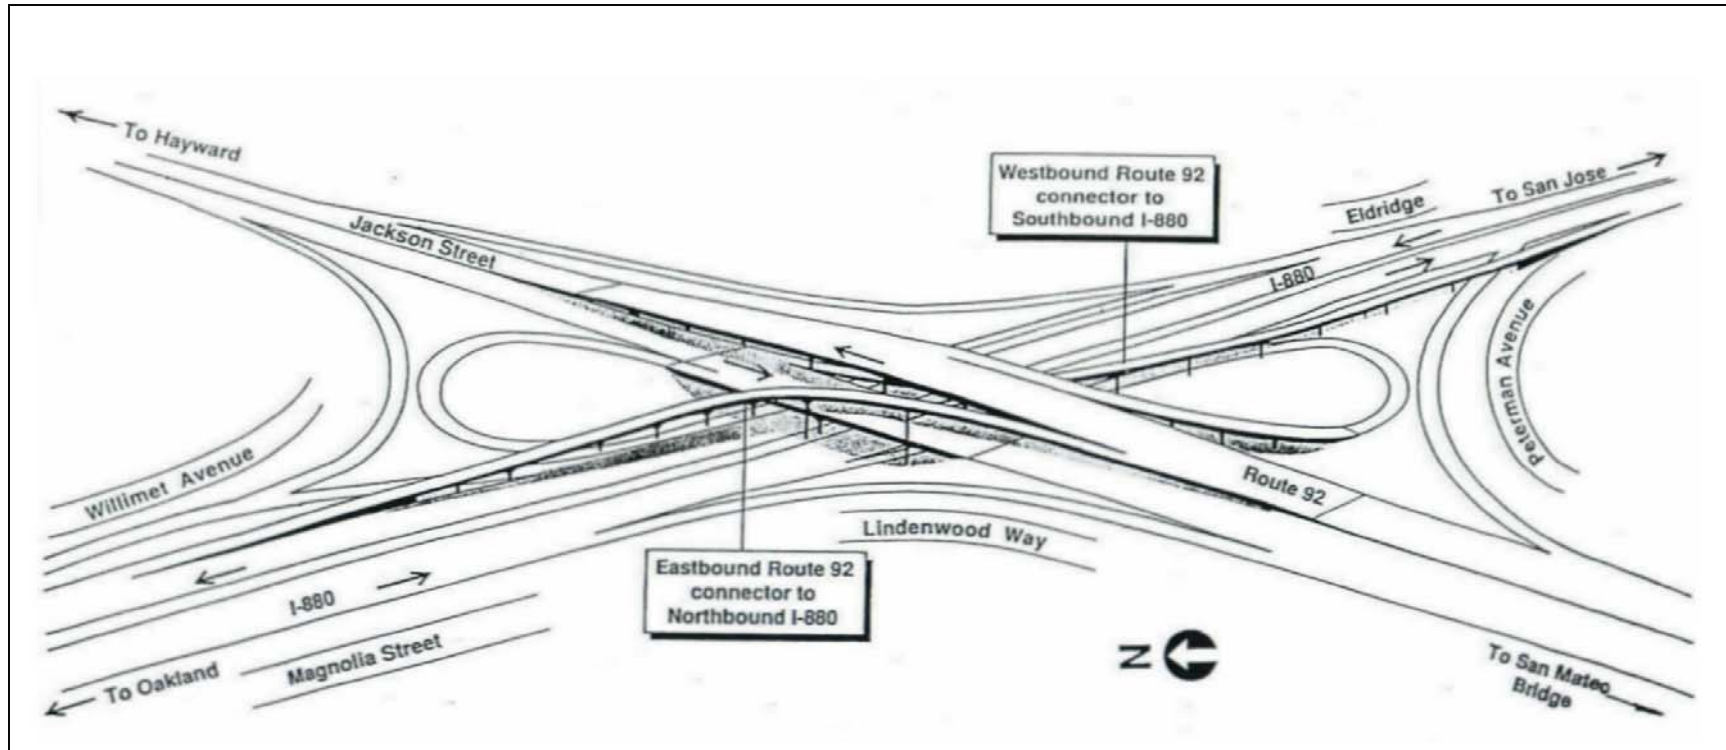 To Hayward
Jackson Street
Westbound Route 92
connector to
Southbound I-880
Eldridge
To San Jose
I-880
Peterman Avenue
Willimet Avenue
Route 92
Lindenwood Way
Eastbound Route 92
connector to
Northbound I-880
I-880
Magnolia Street
To Oakland
N
To San Mateo
Bridge